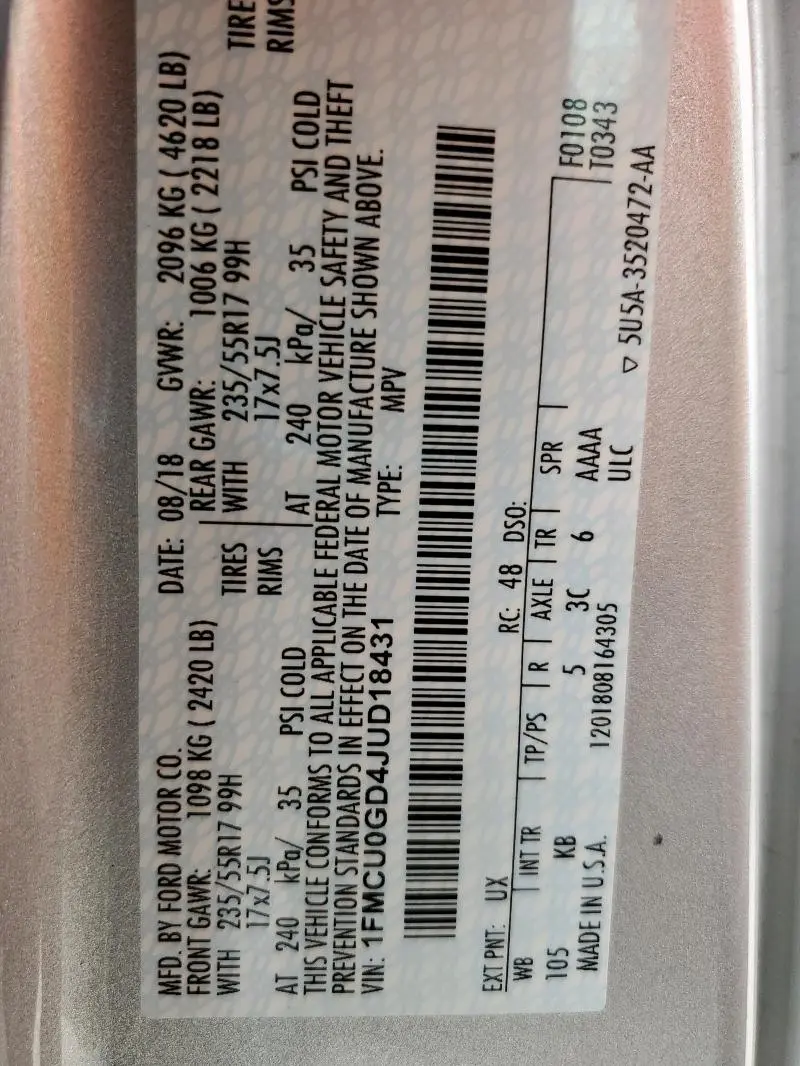 MFD. BY FORD MOTOR CO. DATE: 08/18 GVWR: 2096 KG ( 4620 LB)
FRONT GAWR: 1098 KG ( 2420 LB) REAR GAWR: 1006 KG ( 2218 LB)
WITH 235/55R17 99H TIRES WITH 235/55R17 99H TIRE
17x7.5J RIMS 17x7.5J RIMS
AT 240 kPa/ 35 PSI COLD AT 240 kPa/ 35 PSI COLD
THIS VEHICLE CONFORMS TO ALL APPLICABLE FEDERAL MOTOR VEHICLE SAFETY AND THEFT
PREVENTION STANDARDS IN EFFECT ON THE DATE OF MANUFACTURE SHOWN ABOVE.
VIN: 1FMCU0GD4JUD18431 TYPE: MPV
EXT PNT: UX RC: 48 DSO:
WB INT TR TP/PS R AXLE TR SPR F0108
T0343
105 KB 5 3C 6 AAAA
MADE IN U.S.A. 1201808164305 ULC
▽ 5U5A-3520472-AA